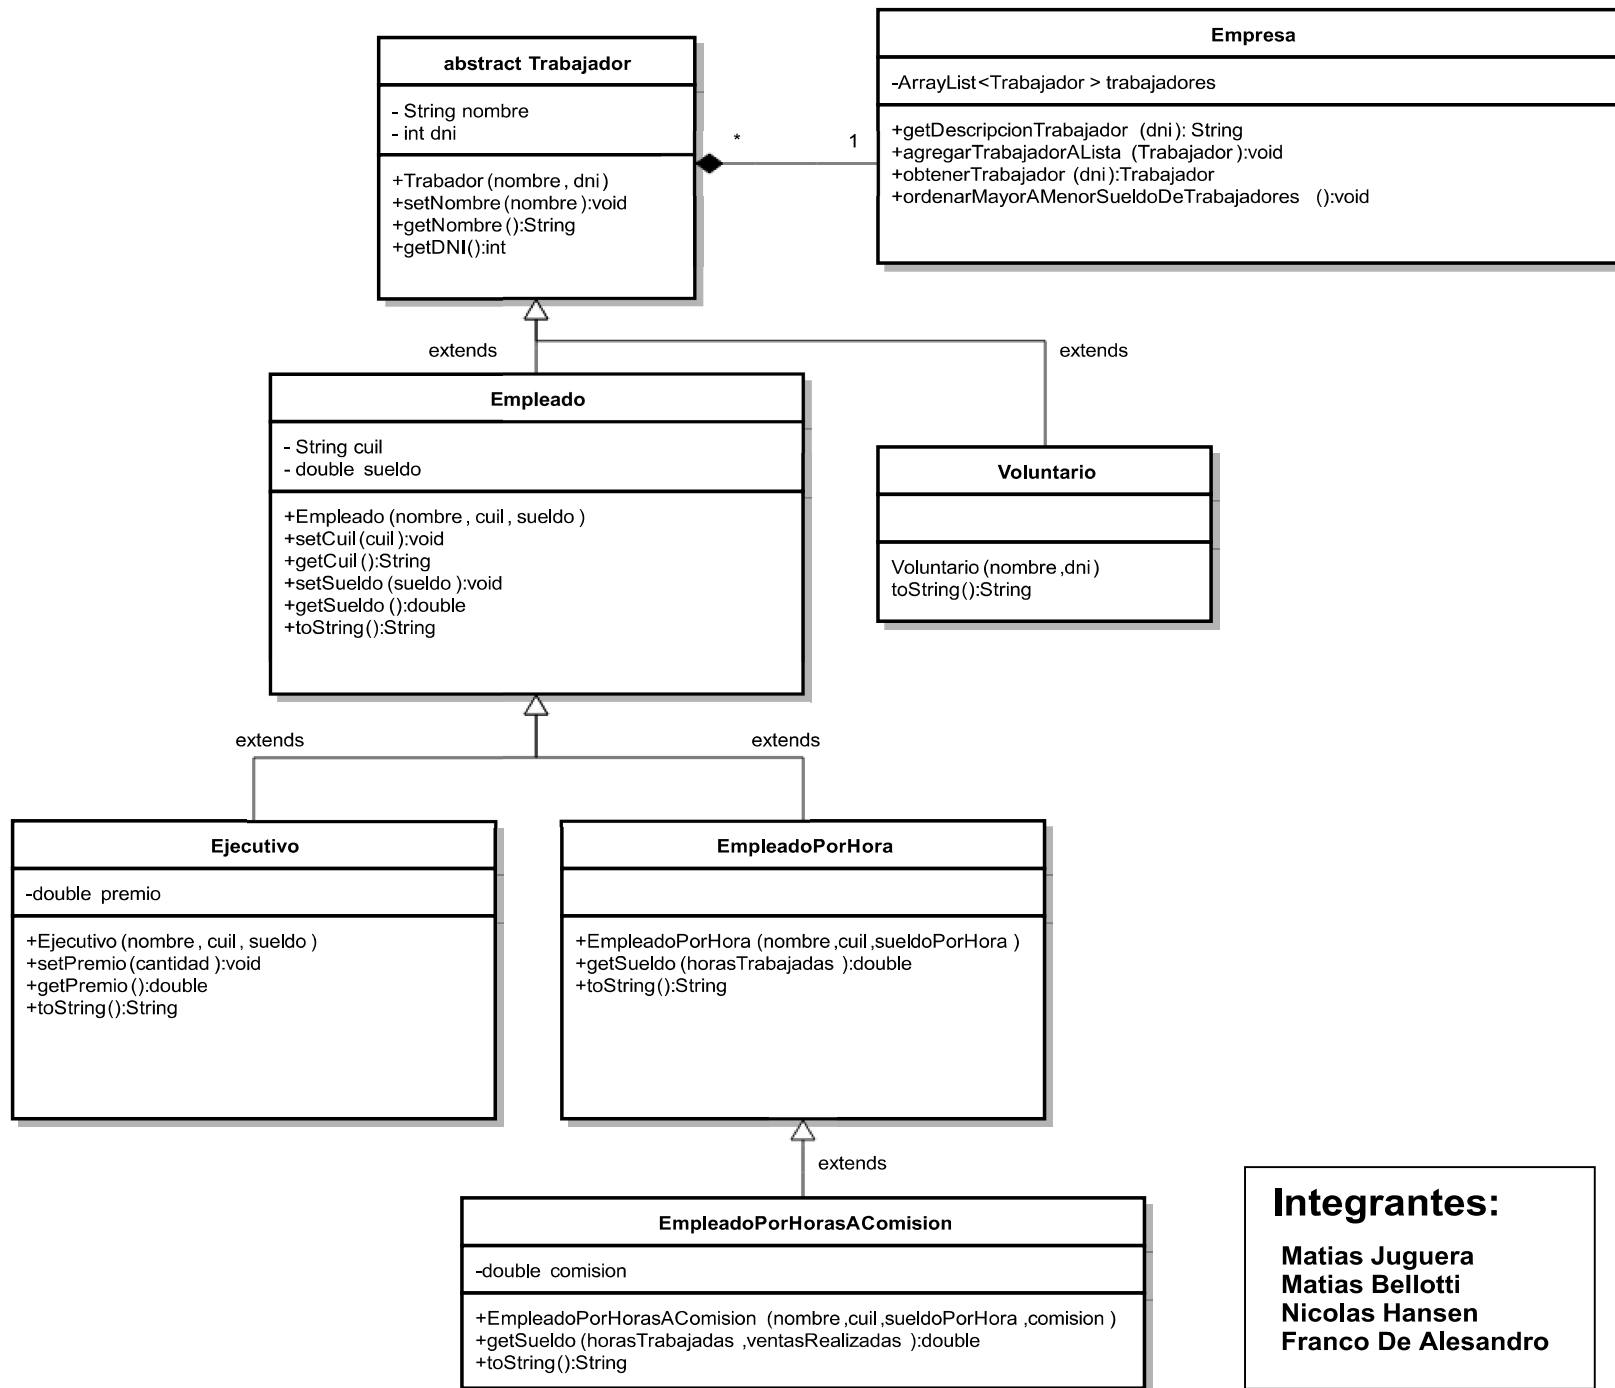 abstract Trabajador
- String nombre
- int dni
+Trabador(nombre, dni)
+setNombre(nombre):void
+getNombre():String
+getDNI():int
*
1
Empresa
-ArrayList<Trabajador> trabajadores
+getDescripcionTrabajador (dni): String
+agregarTrabajadorALista (Trabajador):void
+obtenerTrabajador (dni):Trabajador
+ordenarMayorAMenorSueldoDeTrabajadores ():void
extends
extends
Empleado
- String cuil
- double sueldo
+Empleado(nombre, cuil, sueldo)
+setCuil(cuil):void
+getCuil():String
+setSueldo(sueldo):void
+getSueldo():double
+toString():String
Voluntario
Voluntario(nombre,dni)
toString():String
extends
extends
Ejecutivo
-double premio
+Ejecutivo(nombre, cuil, sueldo)
+setPremio(cantidad):void
+getPremio():double
+toString():String
EmpleadoPorHora
+EmpleadoPorHora(nombre,cuil,sueldoPorHora)
+getSueldo(horasTrabajadas):double
+toString():String
extends
EmpleadoPorHorasAComision
-double comision
+EmpleadoPorHorasAComision (nombre,cuil,sueldoPorHora,comision)
+getSueldo(horasTrabajadas,ventasRealizadas):double
+toString():String
Integrantes:
Matias Juguera
Matias Bellotti
Nicolas Hansen
Franco De Alesandro